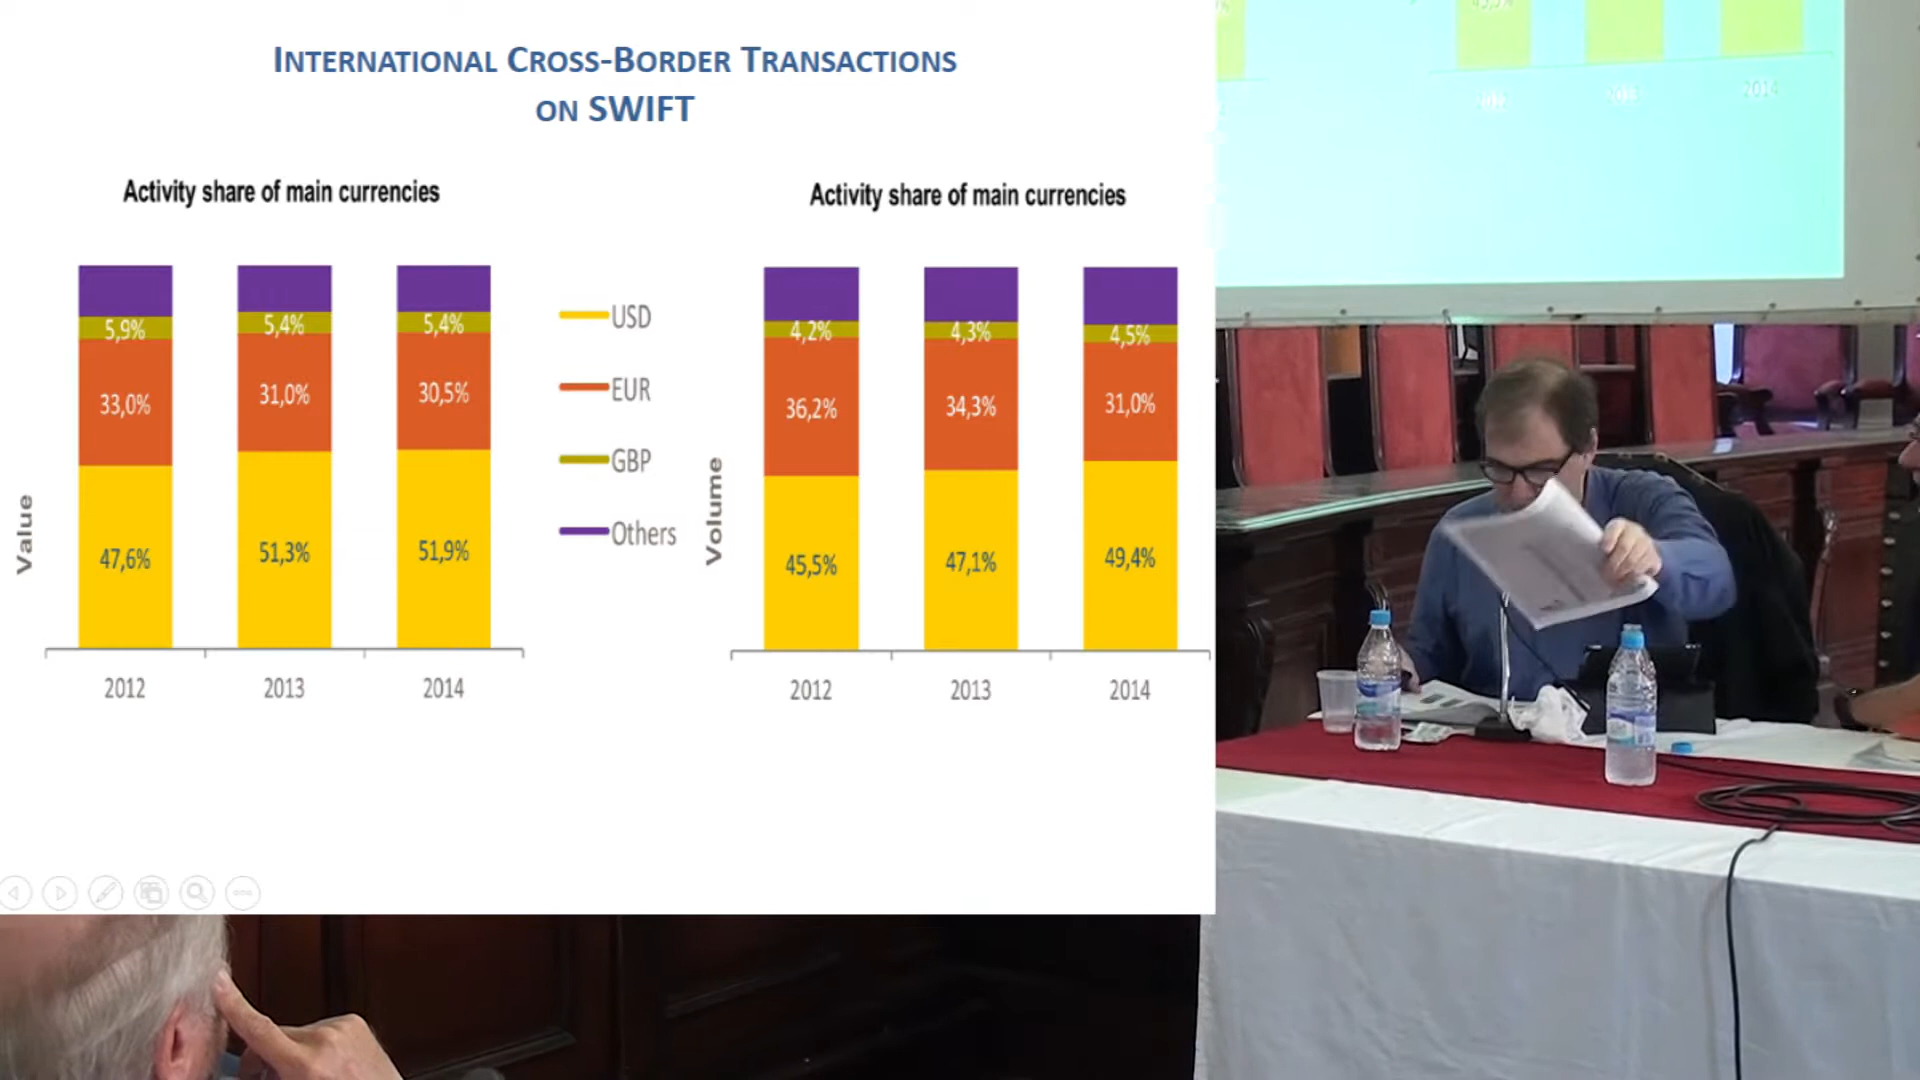 INTERNATIONAL CROSS-BORDER TRANSACTIONS
ON SWIFT
Activity share of main currencies
Value
5,9%
5,4%
5,4%
33,0%
31,0%
30,5%
47,6%
51,3%
51,9%
2012
2013
2014
USD
EUR
GBP
Others
Activity share of main currencies
Volume
4,2%
4,3%
4,5%
36,2%
34,3%
31,0%
45,5%
47,1%
49,4%
2012
2013
2014
2012
2013
2014